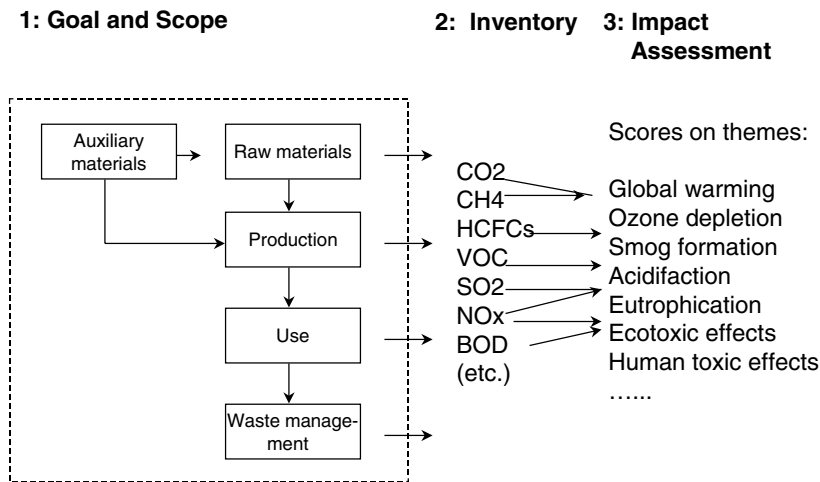 1: Goal and Scope
2: Inventory
3: Impact
Assessment
Auxiliary
materials
Raw materials
Production
Use
Waste manage-
ment
CO2
CH4
HCFCs
VOC
SO2
NOx
BOD
(etc.)
Scores on themes:
Global warming
Ozone depletion
Smog formation
Acidifaction
Eutrophication
Ecotoxic effects
Human toxic effects
…...